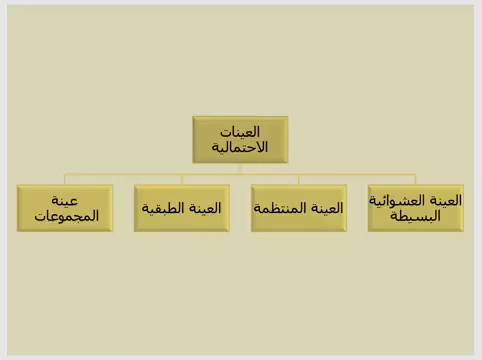 العينات
الاحتمالية
العينة العشوائية
البسيطة
العينة المنتظمة
العينة الطبقية
عينة
المجموعات